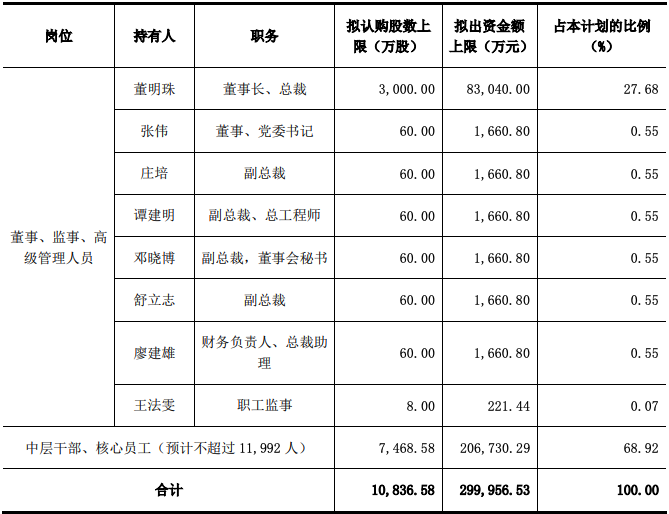 岗位 持有人 职务 拟认购股数上限（万股） 拟出资金额上限（万元） 占本计划的比例（%）
董事、监事、高级管理人员
董明珠 董事长、总裁 3,000.00 83,040.00 27.68
张伟 董事、党委书记 60.00 1,660.80 0.55
庄培 副总裁 60.00 1,660.80 0.55
谭建明 副总裁、总工程师 60.00 1,660.80 0.55
邓晓博 副总裁，董事会秘书 60.00 1,660.80 0.55
舒立志 副总裁 60.00 1,660.80 0.55
廖建雄 财务负责人、总裁助理 60.00 1,660.80 0.55
王法雯 职工监事 8.00 221.44 0.07
中层干部、核心员工（预计不超过 11,992 人） 7,468.58 206,730.29 68.92
合计 10,836.58 299,956.53 100.00